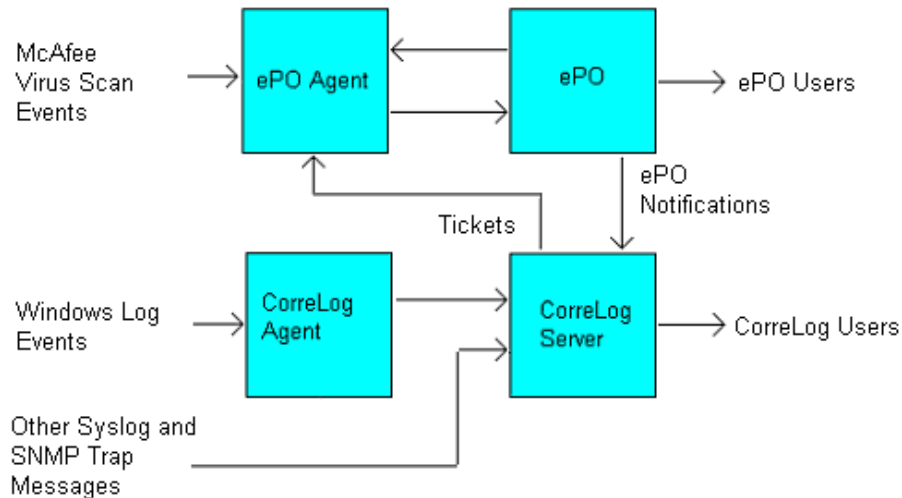 McAfee
Virus Scan
Events
ePO Agent
ePO
ePO Users
ePO
Notifications
Tickets
Windows Log
Events
CorreLog
Agent
CorreLog
Server
CorreLog Users
Other Syslog and
SNMP Trap
Messages